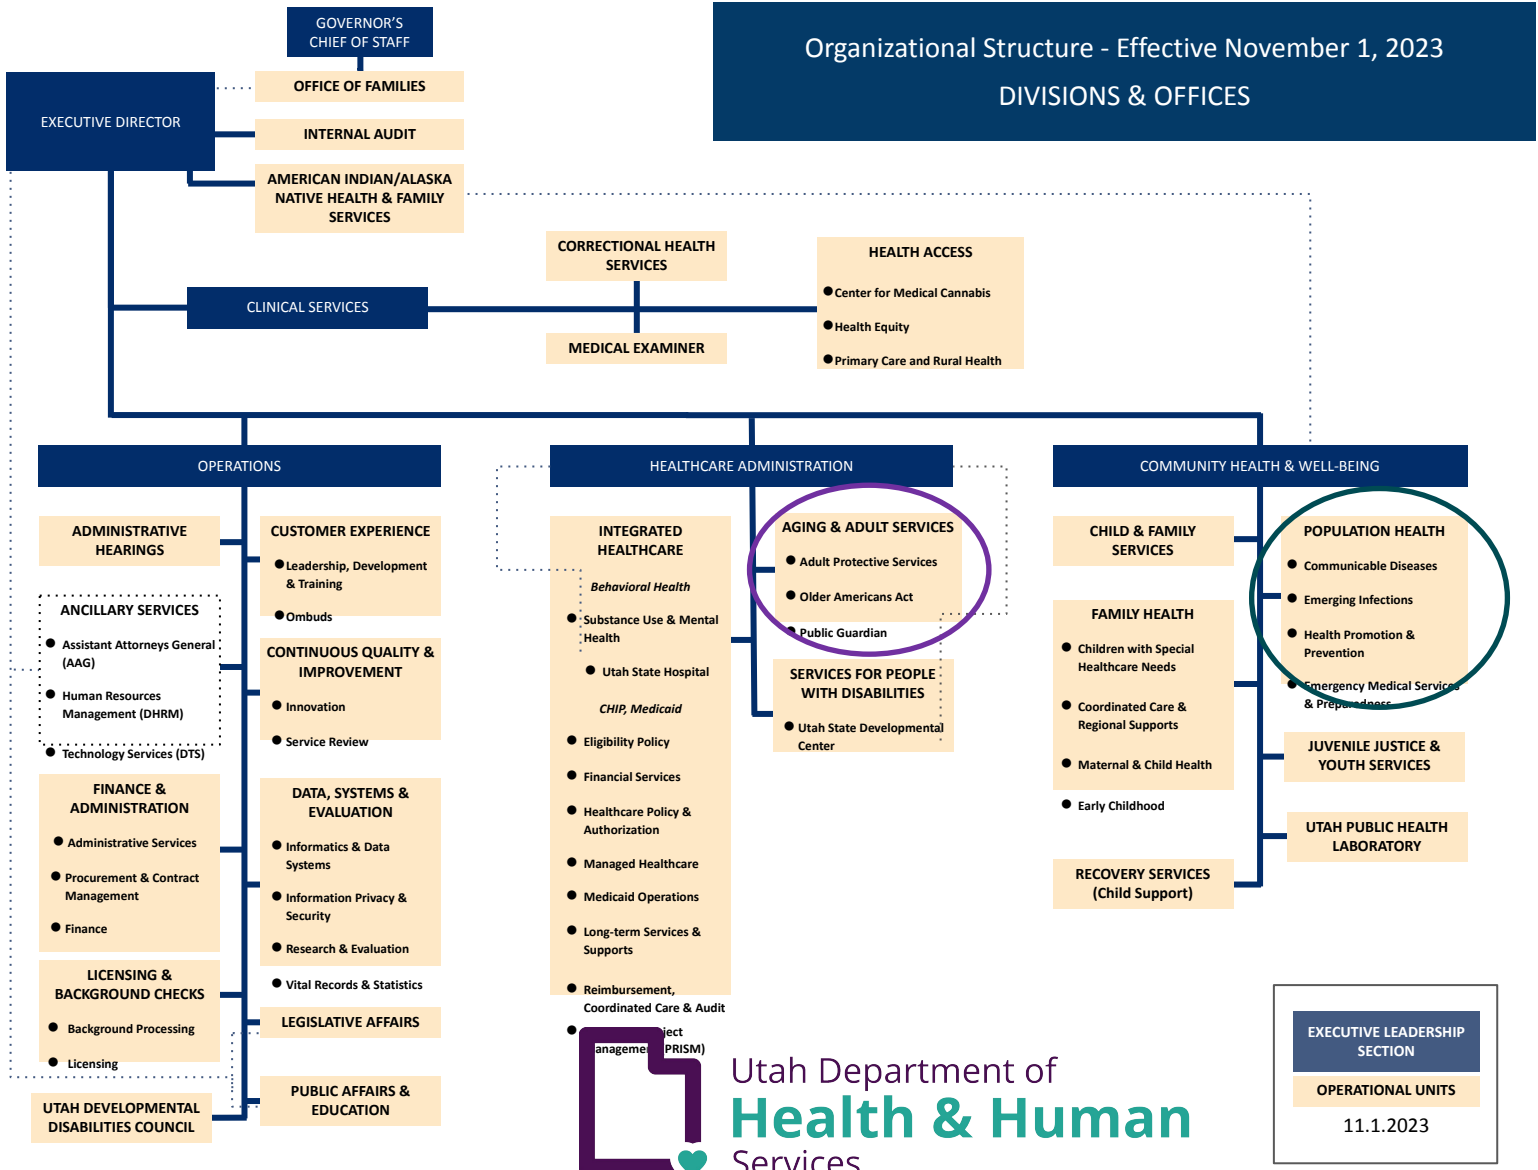 GOVERNOR'S
CHIEF OF STAFF
Organizational Structure - Effective November 1, 2023
DIVISIONS & OFFICES
EXECUTIVE DIRECTOR
OFFICE OF FAMILIES
INTERNAL AUDIT
AMERICAN INDIAN/ALASKA
NATIVE HEALTH & FAMILY
SERVICES
CLINICAL SERVICES
CORRECTIONAL HEALTH
SERVICES
MEDICAL EXAMINER
HEALTH ACCESS
Center for Medical Cannabis
Health Equity
Primary Care and Rural Health
OPERATIONS
ADMINISTRATIVE
HEARINGS
ANCILLARY SERVICES
Assistant Attorneys General
(AAG)
Human Resources
Management (DHRM)
Technology Services (DTS)
FINANCE &
ADMINISTRATION
Administrative Services
Procurement & Contract
Management
Finance
LICENSING &
BACKGROUND CHECKS
Background Processing
Licensing
UTAH DEVELOPMENTAL
DISABILITIES COUNCIL
CUSTOMER EXPERIENCE
Leadership, Development
& Training
Ombuds
CONTINUOUS QUALITY &
IMPROVEMENT
Innovation
Service Review
DATA, SYSTEMS &
EVALUATION
Informatics & Data
Systems
Information Privacy &
Security
Research & Evaluation
Vital Records & Statistics
LEGISLATIVE AFFAIRS
PUBLIC AFFAIRS &
EDUCATION
HEALTHCARE ADMINISTRATION
INTEGRATED
HEALTHCARE
Behavioral Health
Substance Use & Mental
Health
Utah State Hospital
CHIP, Medicaid
Eligibility Policy
Financial Services
Healthcare Policy &
Authorization
Managed Healthcare
Medicaid Operations
Long-term Services &
Supports
Reimbursement,
Coordinated Care & Audit
PRISM)
AGING & ADULT SERVICES
Adult Protective Services
Older Americans Act
Public Guardian
SERVICES FOR PEOPLE
WITH DISABILITIES
Utah State Developmental
Center
COMMUNITY HEALTH & WELL-BEING
CHILD & FAMILY
SERVICES
FAMILY HEALTH
Children with Special
Healthcare Needs
Coordinated Care &
Regional Supports
Maternal & Child Health
Early Childhood
RECOVERY SERVICES
(Child Support)
POPULATION HEALTH
Communicable Diseases
Emerging Infections
Health Promotion &
Prevention
Emergency Medical Services
& Preparedness
JUVENILE JUSTICE &
YOUTH SERVICES
UTAH PUBLIC HEALTH
LABORATORY
Utah Department of
Health & Human
Services
EXECUTIVE LEADERSHIP
SECTION
OPERATIONAL UNITS
11.1.2023